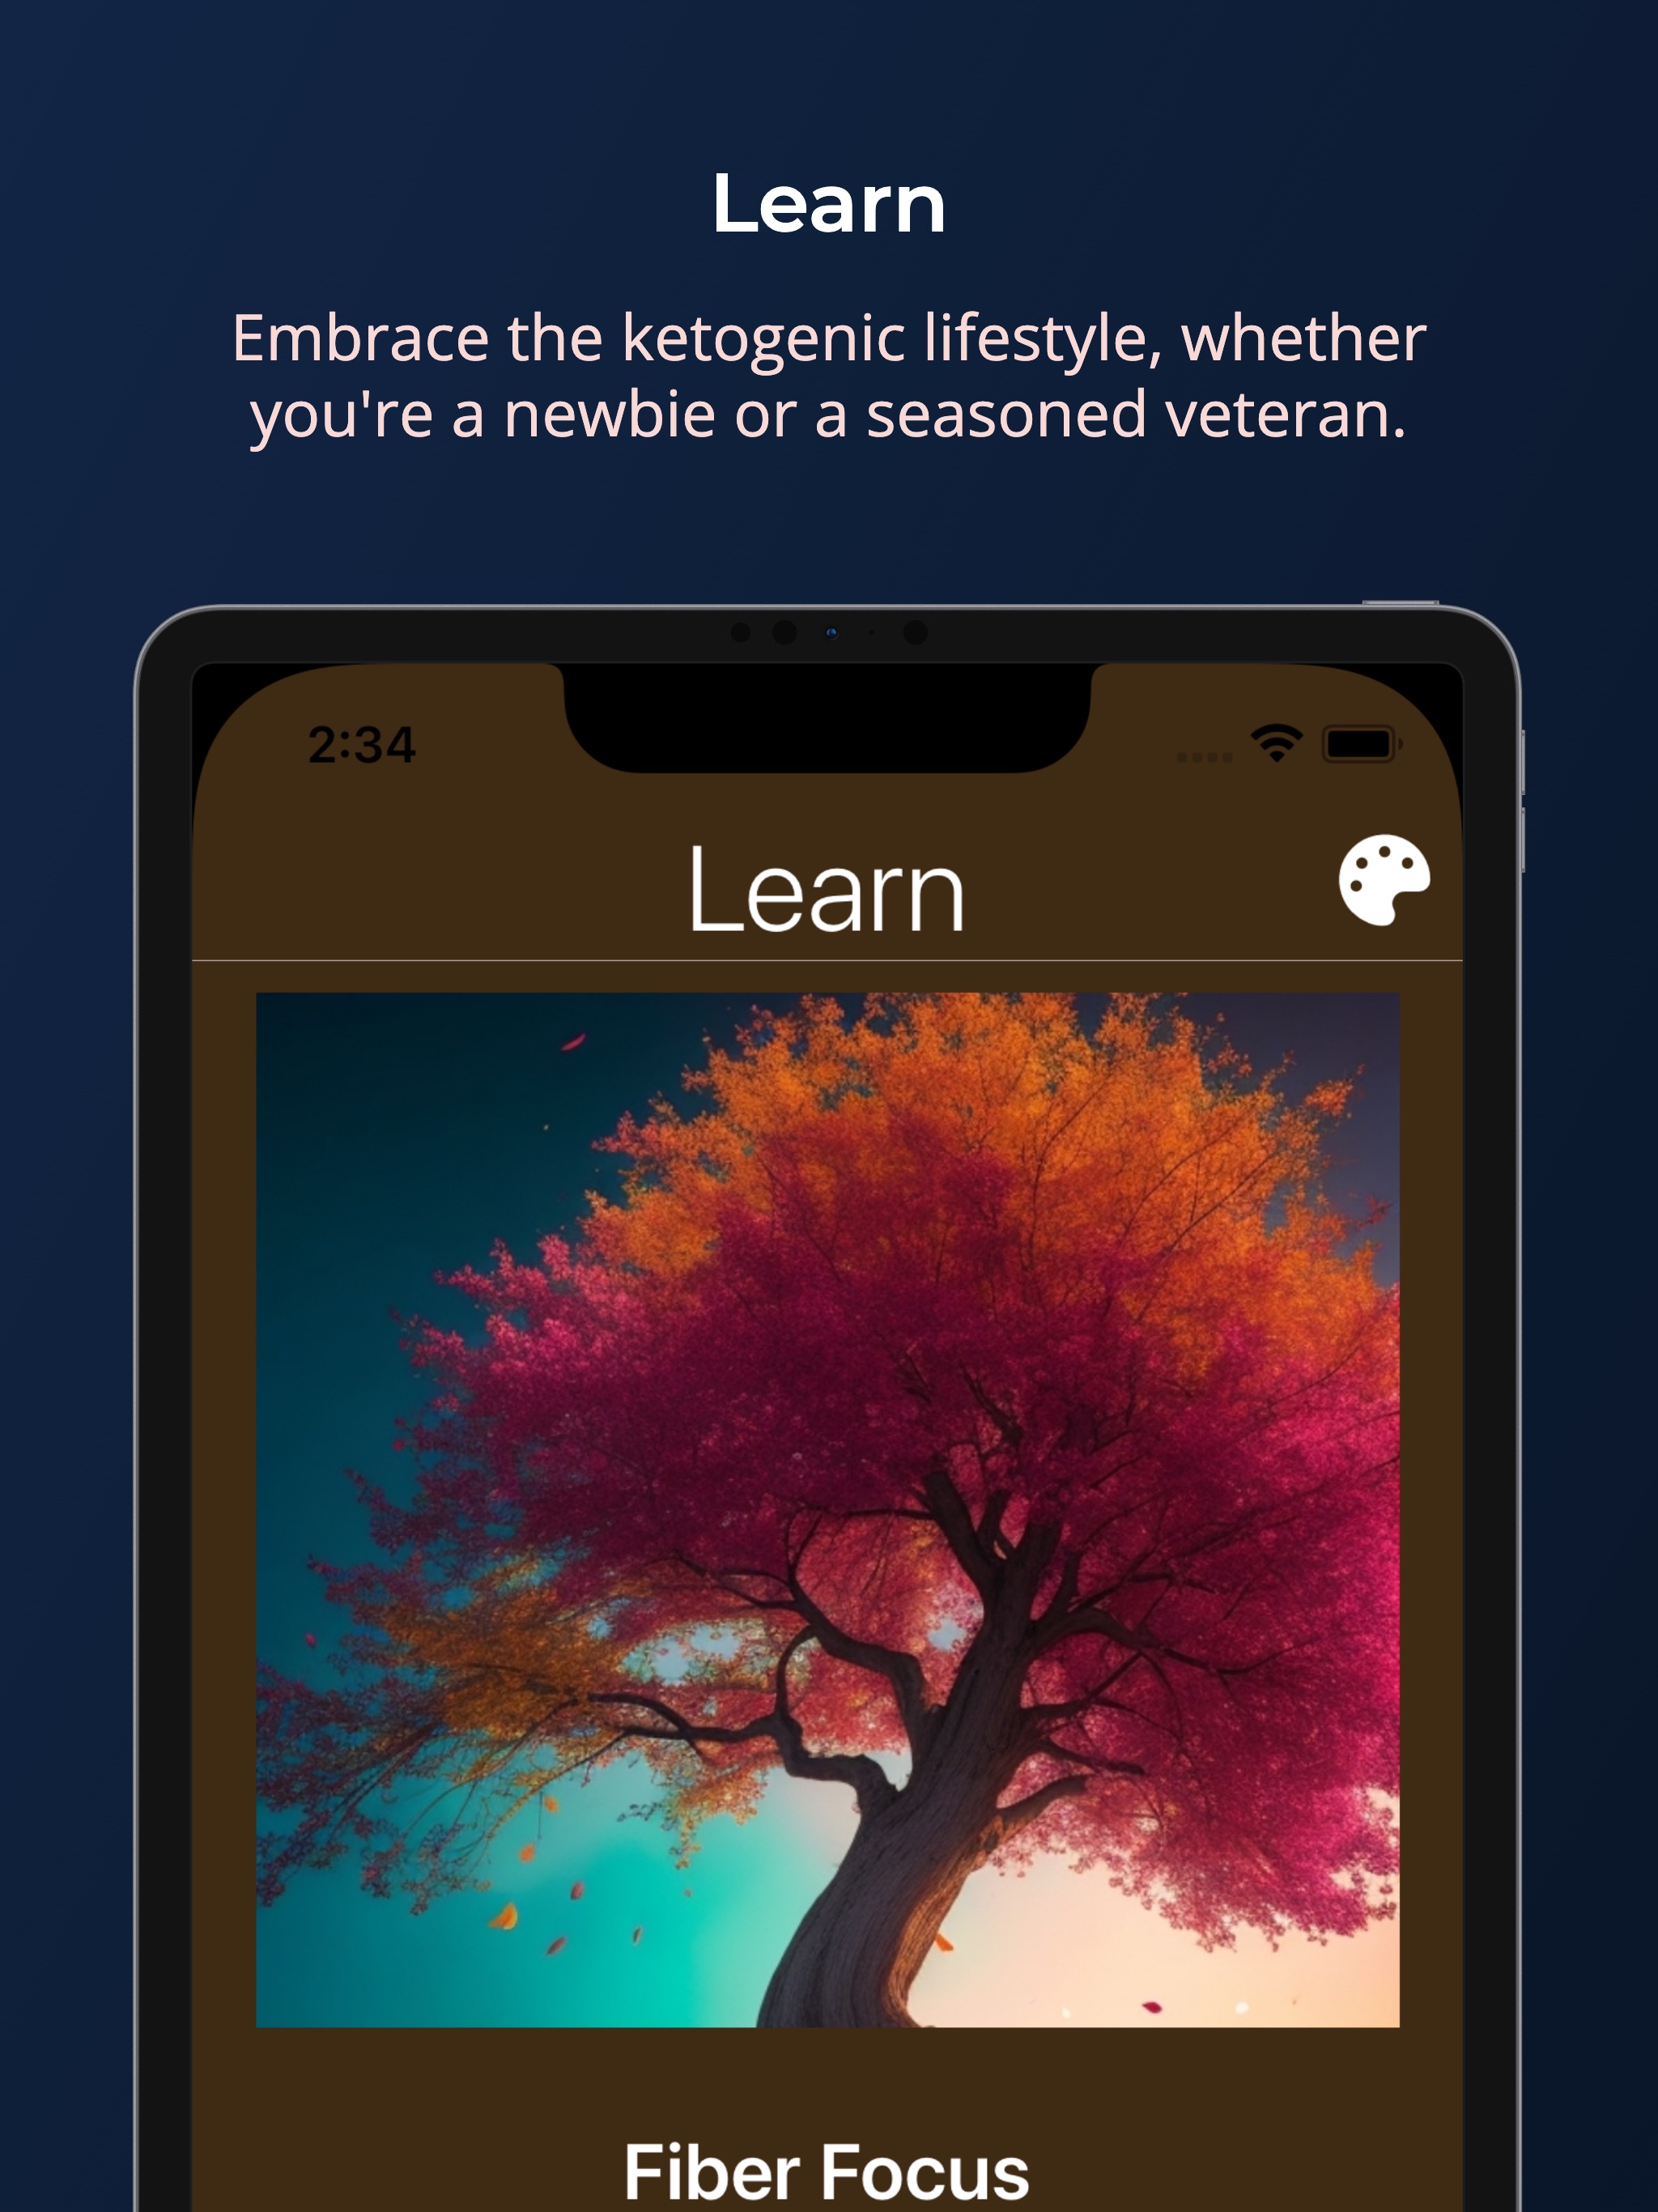 Learn
Embrace the ketogenic lifestyle, whether
you're a newbie or a seasoned veteran.
2:34
Learn
Fiber Focus